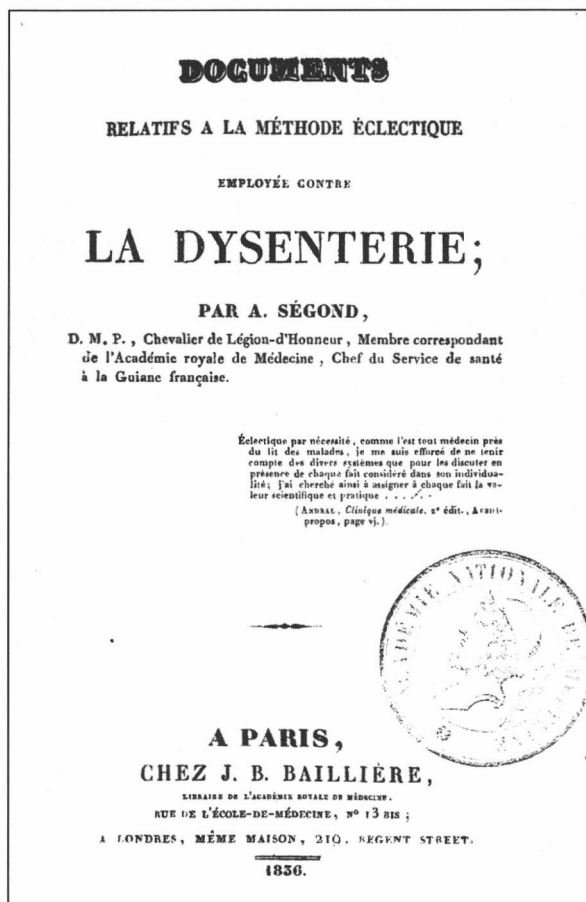 DOCUMENTS
RELATIFS A LA MÉTHODE ÉCLECTIQUE
EMPLOYÉE CONTRE
LA DYSENTERIE;
PAR A. SÉGOND,
D. M. P. , Chevalier de Légion-d'Honneur , Membre correspondant
de l'Académie royale de Médecine , Chef du Service de santé
à la Guiane française.
Éclectique par nécessité, comme l'est tout médecin près
du lit des malades, je me suis efforcé de ne tenir
compte des divers systèmes que pour les discuter en
présence de chaque fait considéré dans son individua-
lité; j'ai cherché ainsi à assigner à chaque fait la va-
leur scientifique et pratique . . . . . .
( ANDRAL , Clinique médicale. 2e édit. , Avant-
propos , page vj. ).
ACADÉMIE NATIONALE DE MÉDECINE
A PARIS,
CHEZ J. B. BAILLIÈRE,
LIBRAIRE DE L'ACADÉMIE ROYALE DE MÉDECINE.
RUE DE L'ÉCOLE-DE-MÉDECINE, No 13 BIS ;
A LONDRES, MÊME MAISON, 219. REGENT STREET.
1836.